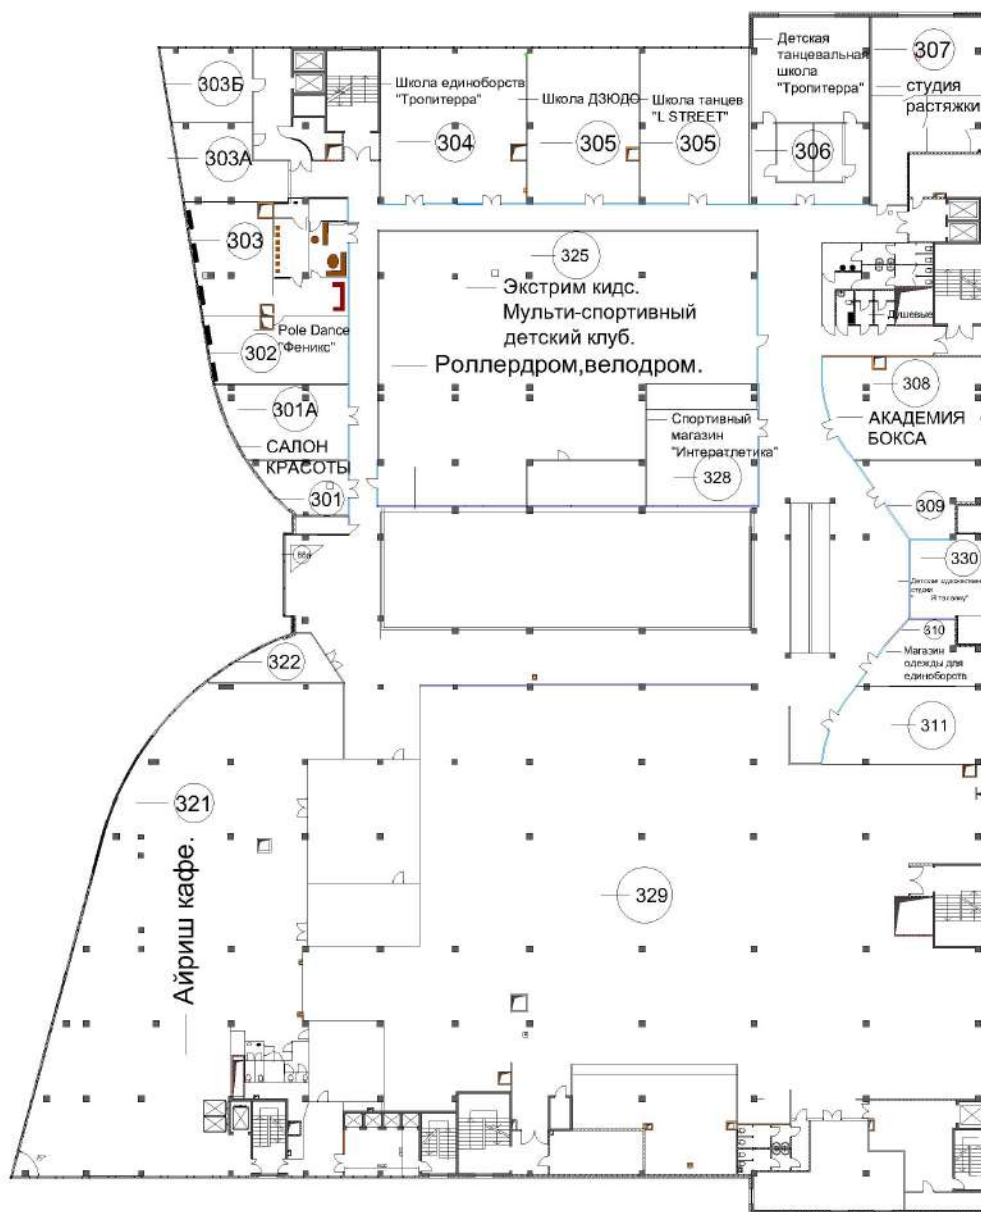 Детская
танцевальная
школа
"Тропитерра"
307
студия
растяжки
303Б
Школа единоборств
"Тропитерра"
304
Школа ДЗЮДО
305
Школа танцев
"L STREET"
305
306
303А
303
325
Экстрим кидс.
Мульти-спортивный
детский клуб.
Роллердром,велодром.
Душевые
Pole Dance
"Феникс"
302
308
АКАДЕМИЯ
БОКСА
301А
САЛОН
КРАСОТЫ
301
Спортивный
магазин
"Интератлетика"
328
309
330
310
Магазин
одежды для
единоборств
322
311
321
Айриш кафе.
329